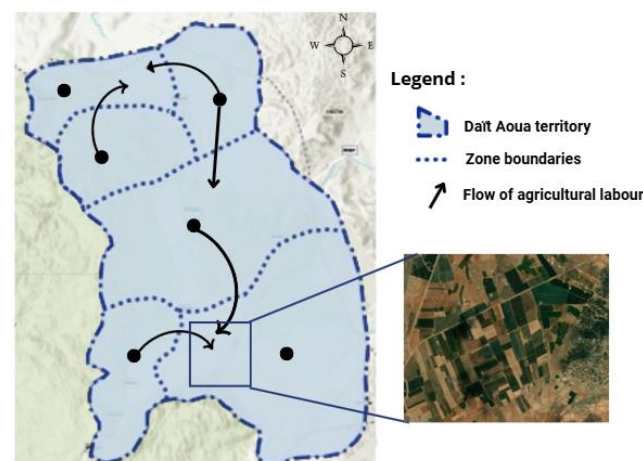 N
W E
S
Legend :
Daït Aoua territory
Zone boundaries
Flow of agricultural labour